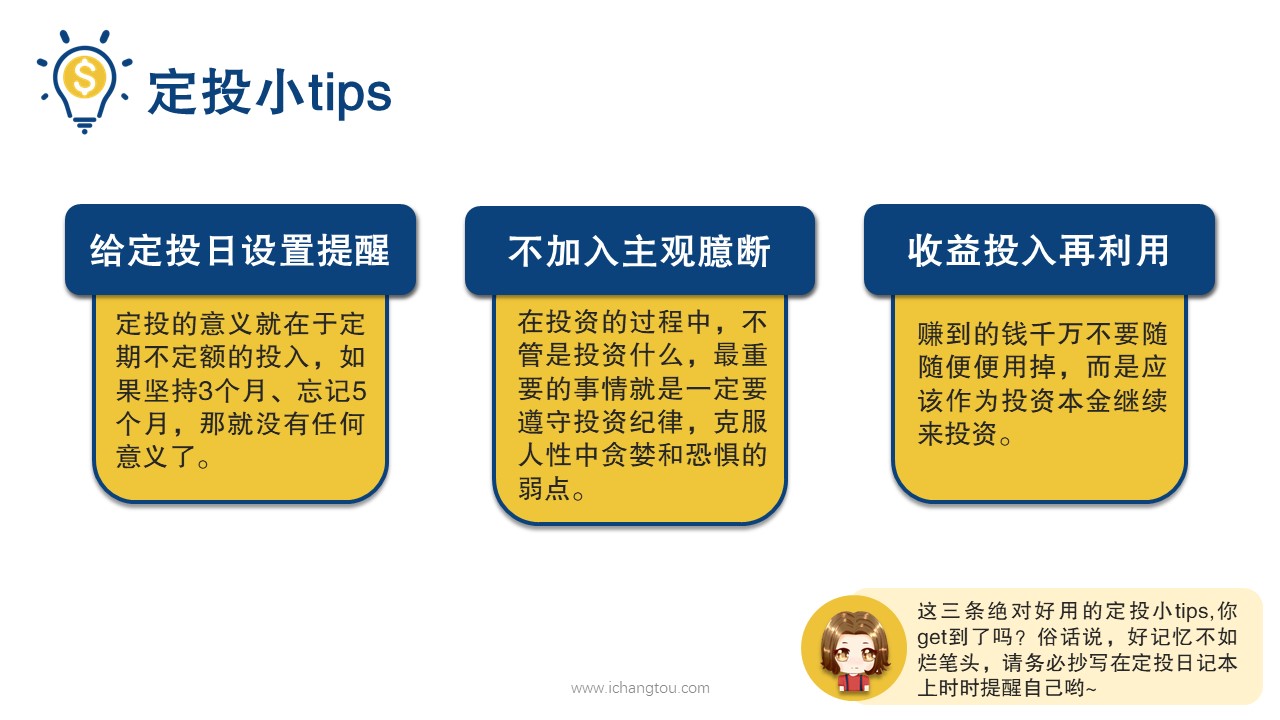 定投小tips
给定投日设置提醒
定投的意义就在于定
期不定额的投入，如
果坚持3个月、忘记5
个月，那就没有任何
意义了。
不加入主观臆断
在投资的过程中，不
管是投资什么，最重
要的事情就是一定要
遵守投资纪律，克服
人性中贪婪和恐惧的
弱点。
收益投入再利用
赚到的钱千万不要随
随便便用掉，而是应
该作为投资本金继续
来投资。
这三条绝对好用的定投小tips,你
get到了吗？俗话说，好记忆不如
烂笔头，请务必抄写在定投日记本
上时时提醒自己哟~
www.ichangtou.com